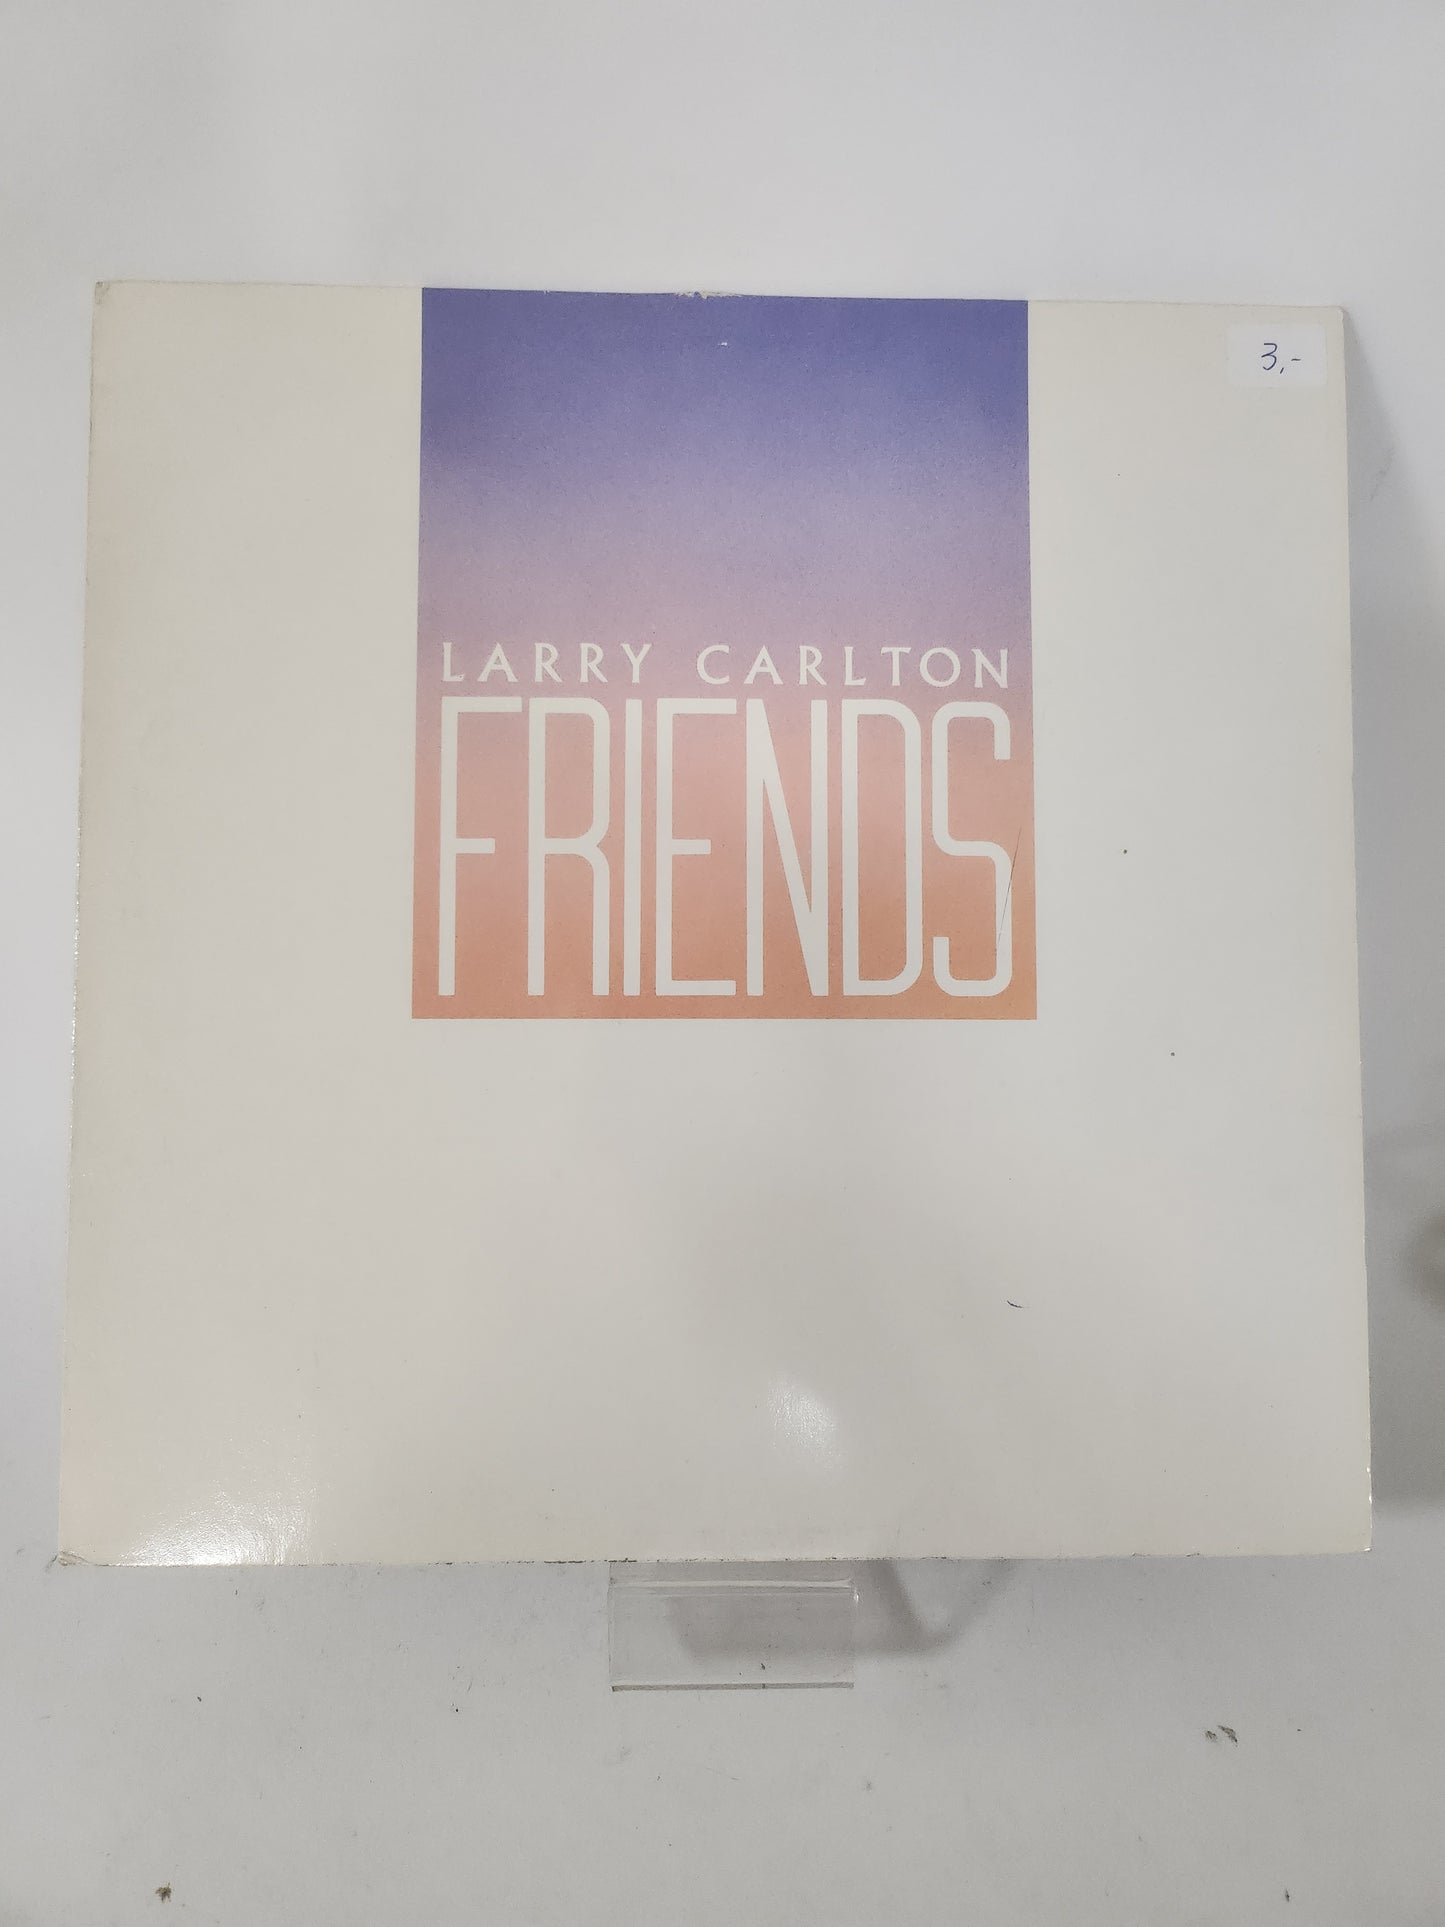 3,-
LARRY CARLTON
FRIENDS